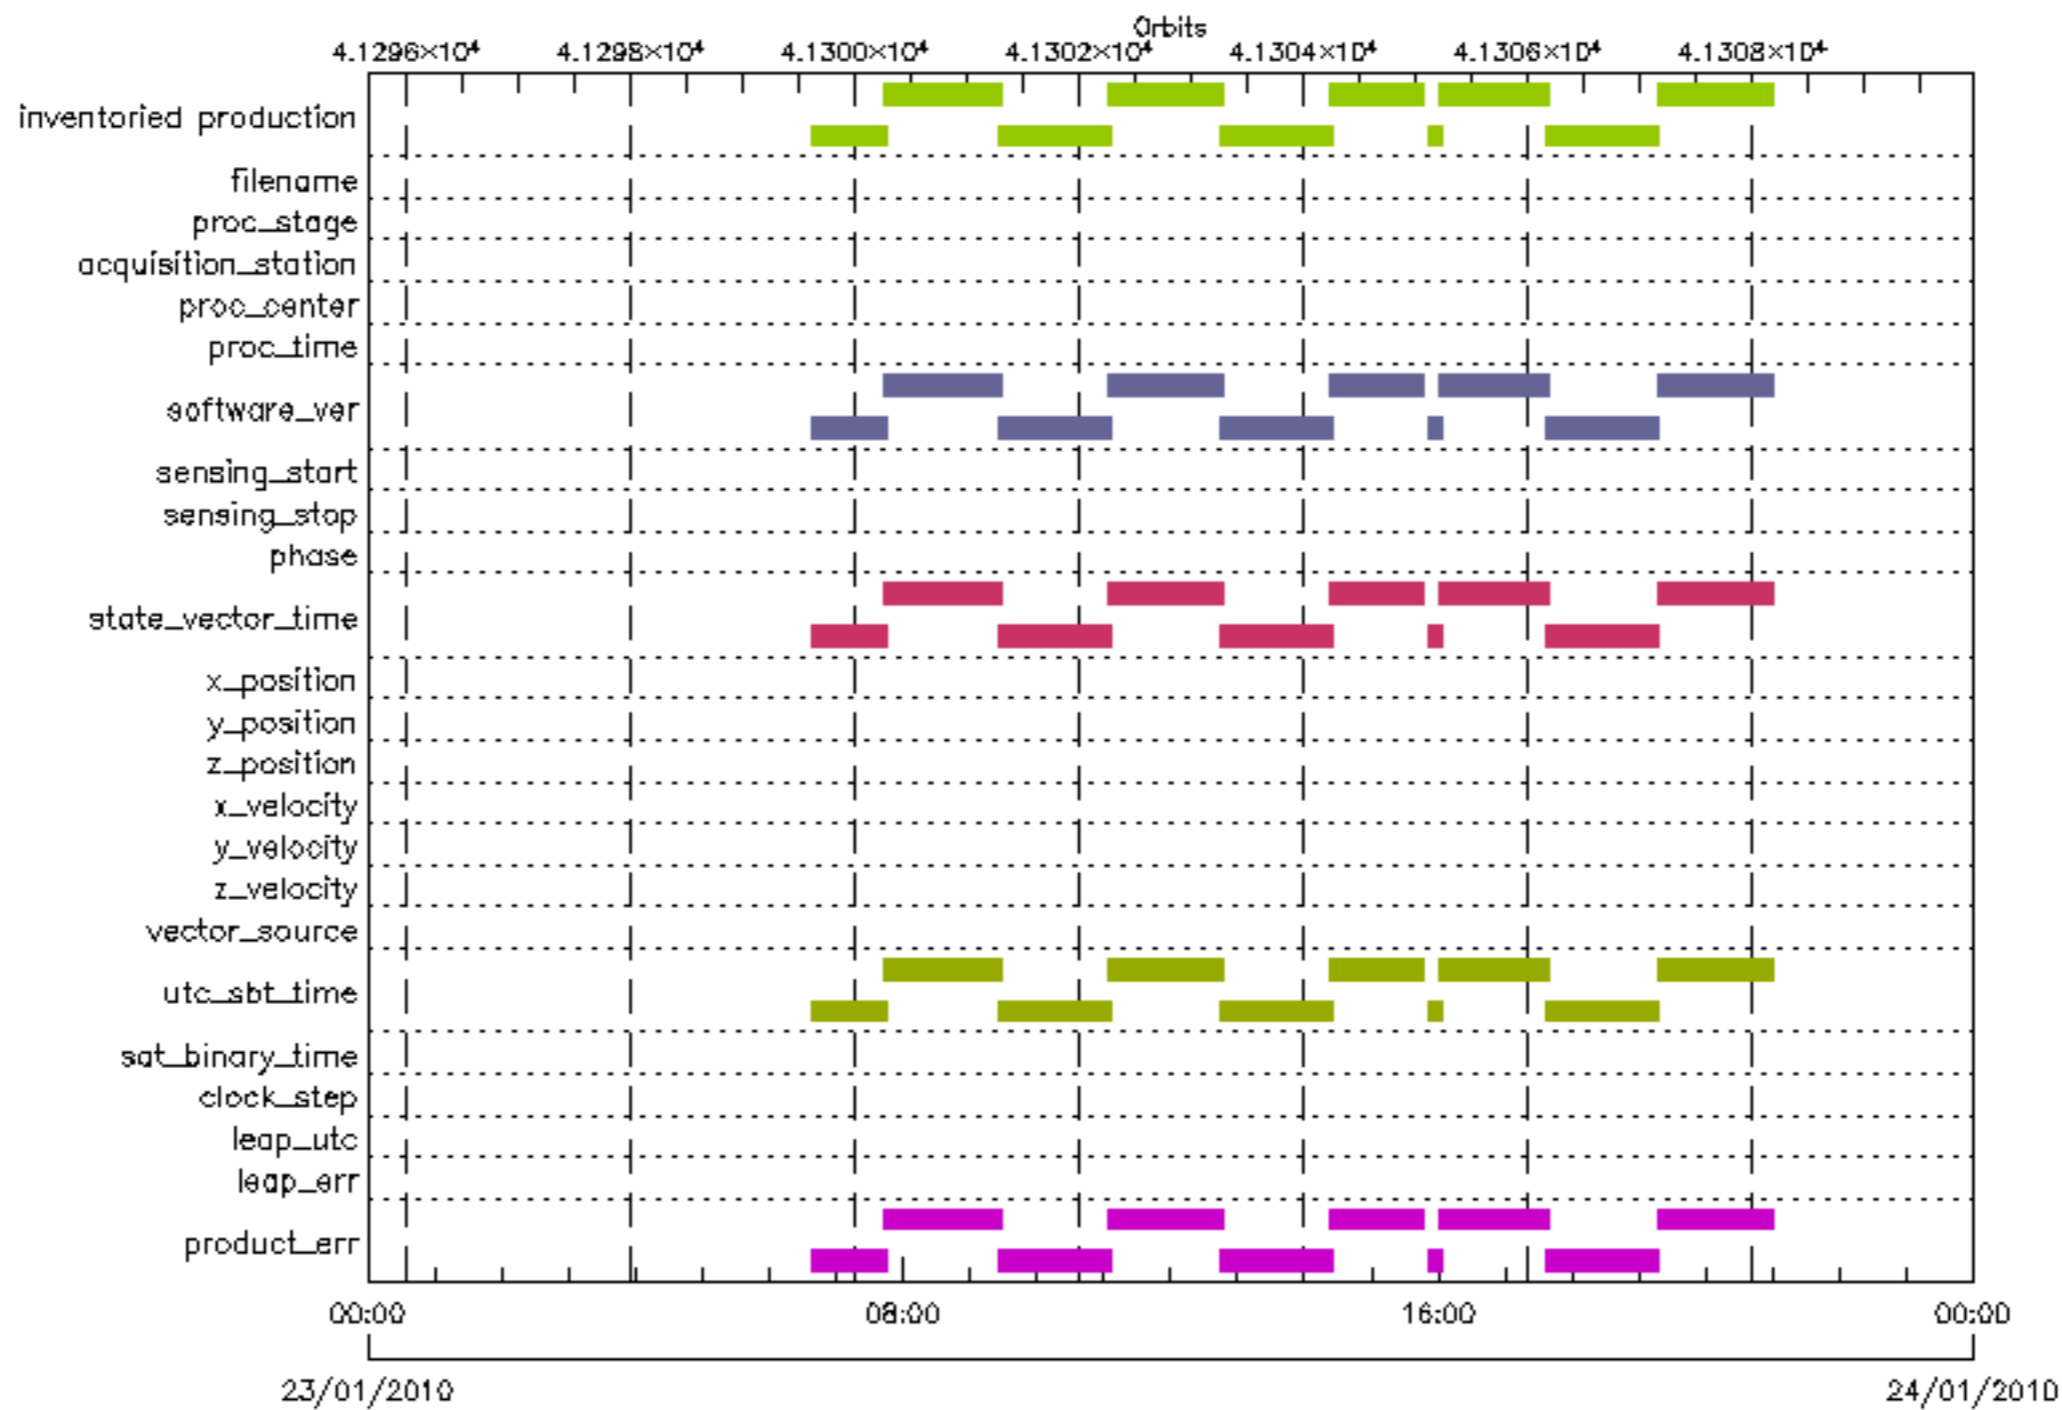 Orbits
4.1296×10⁴ 4.1298×10⁴ 4.1300×10⁴ 4.1302×10⁴ 4.1304×10⁴ 4.1306×10⁴ 4.1308×10⁴
inventoried production
filename
proc_stage
acquisition_station
proc_center
proc_time
software_ver
sensing_start
sensing_stop
phase
state_vector_time
x_position
y_position
z_position
x_velocity
y_velocity
z_velocity
vector_source
utc_sbt_time
sat_binary_time
clock_step
leap_utc
leap_err
product_err
00:00 08:00 16:00 00:00
23/01/2010 24/01/2010